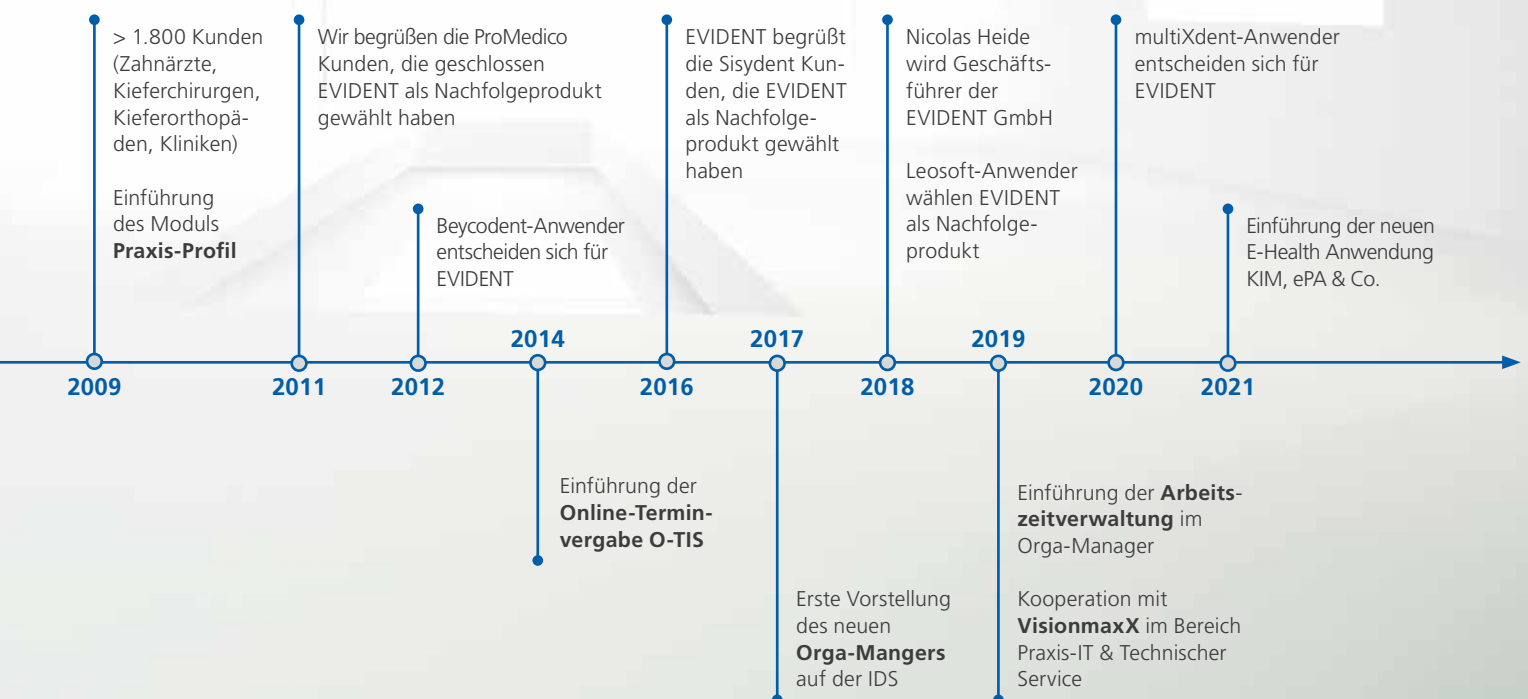 > 1.800 Kunden
(Zahnärzte,
Kieferchirurgen,
Kieferorthopä-
den, Kliniken)
Einführung
des Moduls
Praxis-Profil
2009
Wir begrüßen die ProMedico
Kunden, die geschlossen
EVIDENT als Nachfolgeprodukt
gewählt haben
2011
Beycodent-Anwender
entscheiden sich für
EVIDENT
2012
2014
Einführung der
Online-Termin-
vergabe O-TIS
EVIDENT begrüßt
die Sisydent Kun-
den, die EVIDENT
als Nachfolge-
produkt gewählt
haben
2016
2017
Erste Vorstellung
des neuen
Orga-Mangers
auf der IDS
Nicolas Heide
wird Geschäfts-
führer der
EVIDENT GmbH
Leosoft-Anwender
wählen EVIDENT
als Nachfolge-
produkt
2018
2019
Einführung der Arbeits-
zeitverwaltung im
Orga-Manager
Kooperation mit
VisionmaxX im Bereich
Praxis-IT & Technischer
Service
multiXdent-Anwender
entscheiden sich für
EVIDENT
2020
Einführung der neuen
E-Health Anwendung
KIM, ePA & Co.
2021